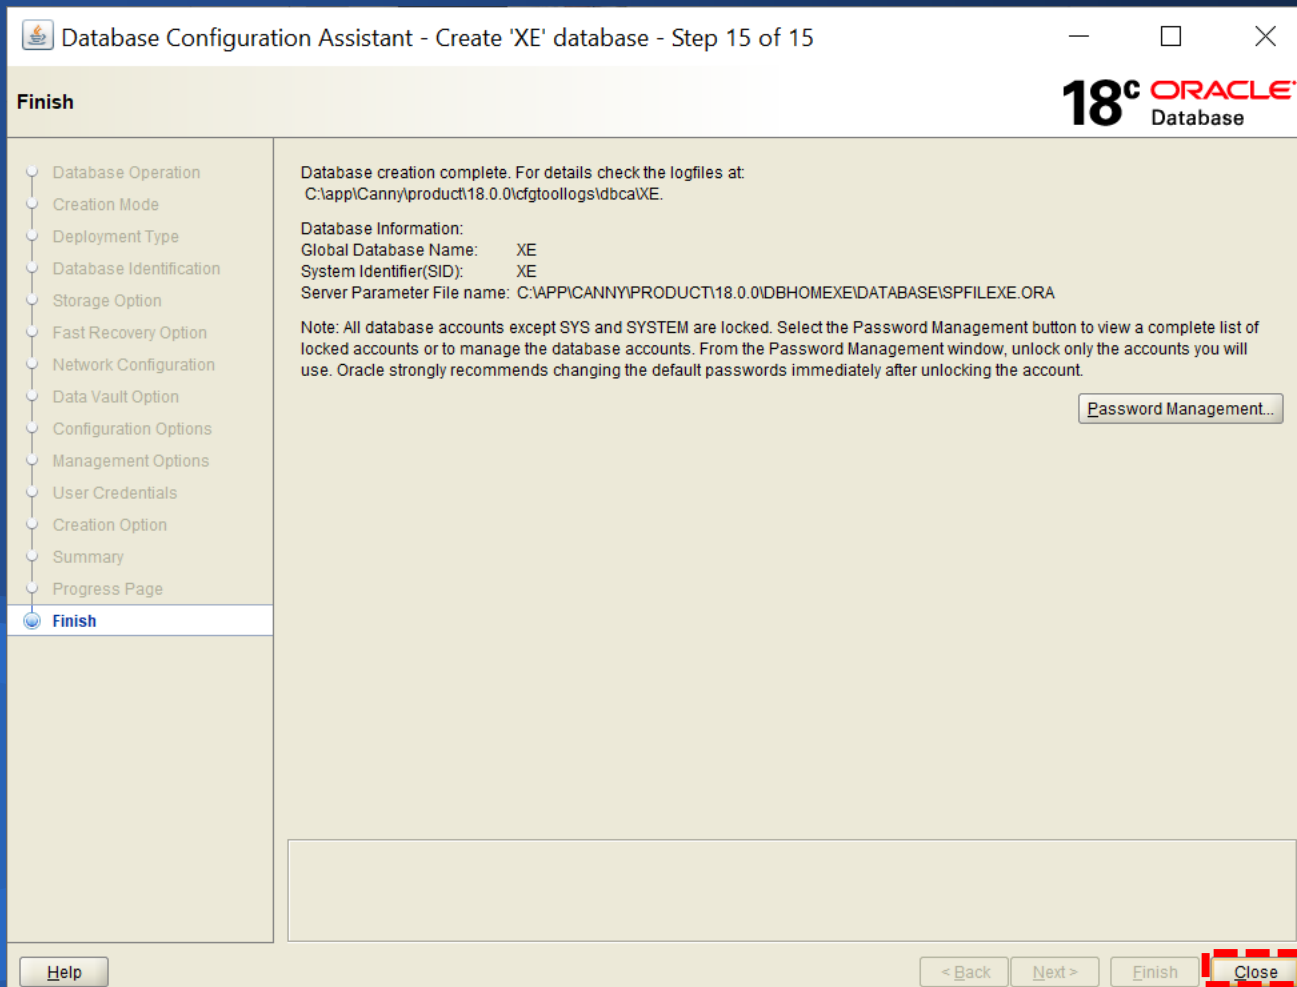 Database Configuration Assistant - Create 'XE' database - Step 15 of 15
Finish
18c ORACLE
Database
Database Operation
Creation Mode
Deployment Type
Database Identification
Storage Option
Fast Recovery Option
Network Configuration
Data Vault Option
Configuration Options
Management Options
User Credentials
Creation Option
Summary
Progress Page
Finish
Database creation complete. For details check the logfiles at:
C:\app\Canny\product\18.0.0\cfgtoollogs\dbca\XE.
Database Information:
Global Database Name: XE
System Identifier(SID): XE
Server Parameter File name: C:\APP\CANNY\PRODUCT\18.0.0\DBHOMEXE\DATABASE\SPFILEXE.ORA
Note: All database accounts except SYS and SYSTEM are locked. Select the Password Management button to view a complete list of
locked accounts or to manage the database accounts. From the Password Management window, unlock only the accounts you will
use. Oracle strongly recommends changing the default passwords immediately after unlocking the account.
Password Management...
Help
< Back
Next >
Finish
Close